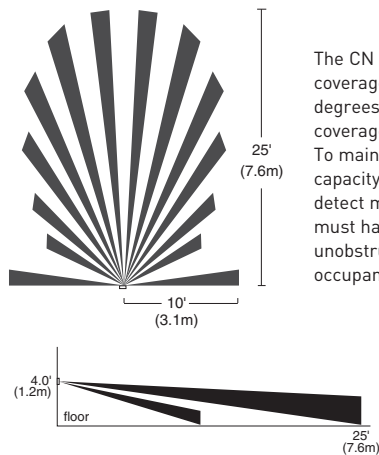 25'
(7.6m)
10'
(3.1m)
The CN
coverag
degrees
coverag
To main
capacity
detect m
must ha
unobstru
occupan
4.0'
(1.2m)
floor
25'
(7.6m)